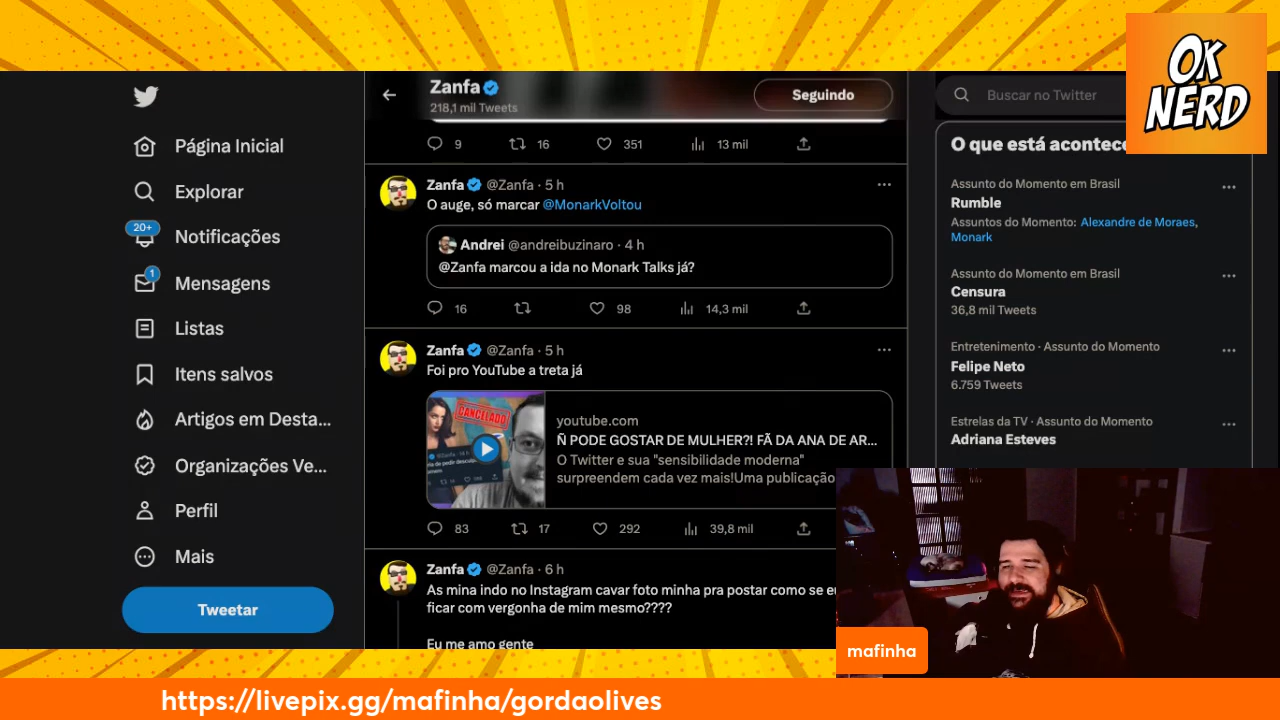 OK
NERD
Página Inicial
Explorar
20+
Notificações
1
Mensagens
Listas
Itens salvos
Artigos em Desta...
Organizações Ve...
Perfil
Mais
Tweetar
Zanfa
218,1 mil Tweets
Seguindo
9 16 351 13 mil
Zanfa @Zanfa · 5 h
O auge, só marcar @MonarkVoltou
Andrei @andreibuzinaro · 4 h
@Zanfa marcou a ida no Monark Talks já?
16 98 14,3 mil
Zanfa @Zanfa · 5 h
Foi pro YouTube a treta já
CANCELADO
youtube.com
Ñ PODE GOSTAR DE MULHER?! FÃ DA ANA DE AR...
O Twitter e sua "sensibilidade moderna"
surpreendem cada vez mais!Uma publicação
83 17 292 39,8 mil
Zanfa @Zanfa · 6 h
As mina indo no Instagram cavar foto minha pra postar como se
ficar com vergonha de mim mesmo????
Eu me amo gente
Buscar no Twitter
O que está acontece
Assunto do Momento em Brasil
Rumble
Assuntos do Momento: Alexandre de Moraes,
Monark
Assunto do Momento em Brasil
Censura
36,8 mil Tweets
Entretenimento · Assunto do Momento
Felipe Neto
6.759 Tweets
Estrelas da TV · Assunto do Momento
Adriana Esteves
mafinha
https://livepix.gg/mafinha/gordaolives